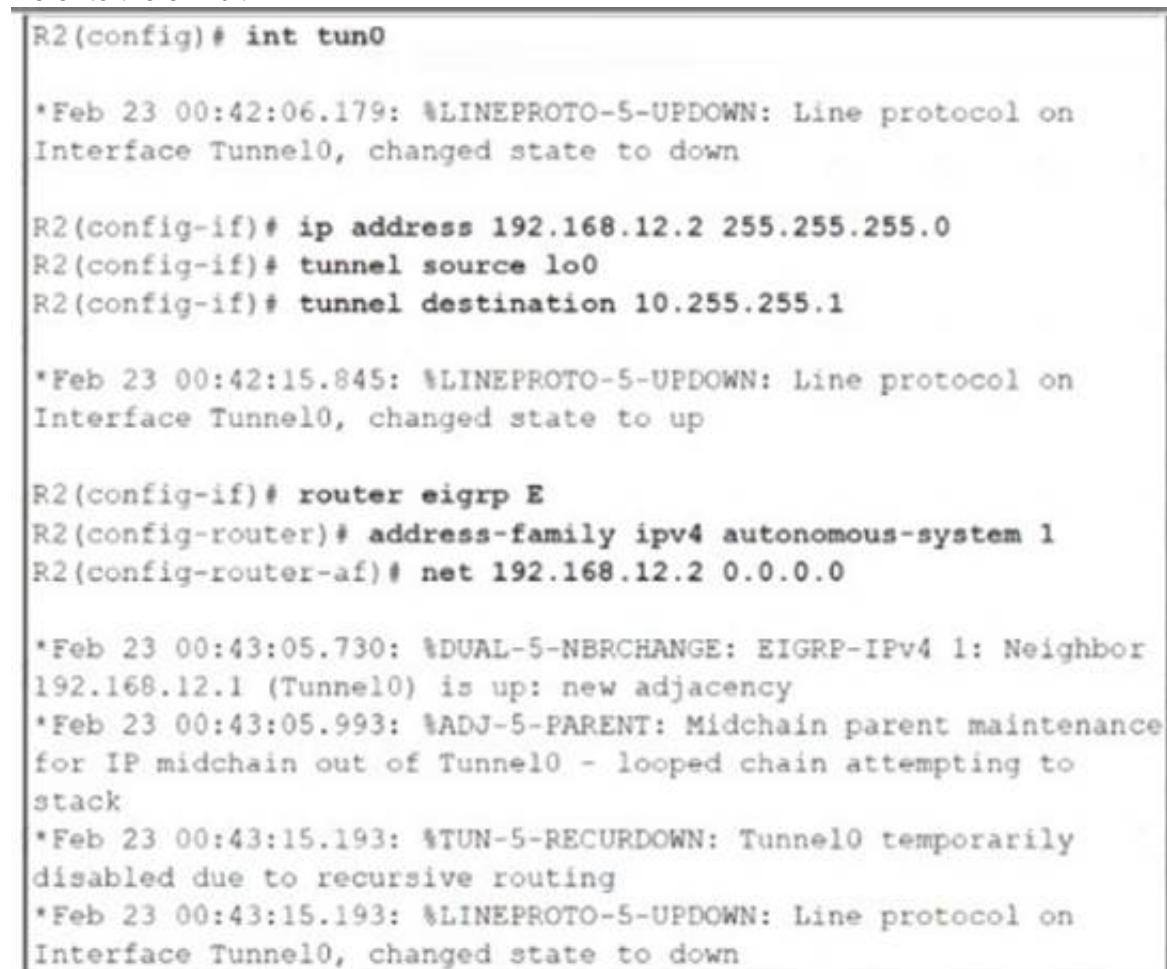 R2(config)# int tun0
*Feb 23 00:42:06.179: %LINEPROTO-5-UPDOWN: Line protocol on
Interface Tunnel0, changed state to down
R2(config-if)# ip address 192.168.12.2 255.255.255.0
R2(config-if)# tunnel source lo0
R2(config-if)# tunnel destination 10.255.255.1
*Feb 23 00:42:15.845: %LINEPROTO-5-UPDOWN: Line protocol on
Interface Tunnel0, changed state to up
R2(config-if)# router eigrp E
R2(config-router)# address-family ipv4 autonomous-system 1
R2(config-router-af)# net 192.168.12.2 0.0.0.0
*Feb 23 00:43:05.730: %DUAL-5-NBRCHANGE: EIGRP-IPv4 1: Neighbor
192.168.12.1 (Tunnel0) is up: new adjacency
*Feb 23 00:43:05.993: %ADJ-5-PARENT: Midchain parent maintenance
for IP midchain out of Tunnel0 - looped chain attempting to
stack
*Feb 23 00:43:15.193: %TUN-5-RECURDOWN: Tunnel0 temporarily
disabled due to recursive routing
*Feb 23 00:43:15.193: %LINEPROTO-5-UPDOWN: Line protocol on
Interface Tunnel0, changed state to down